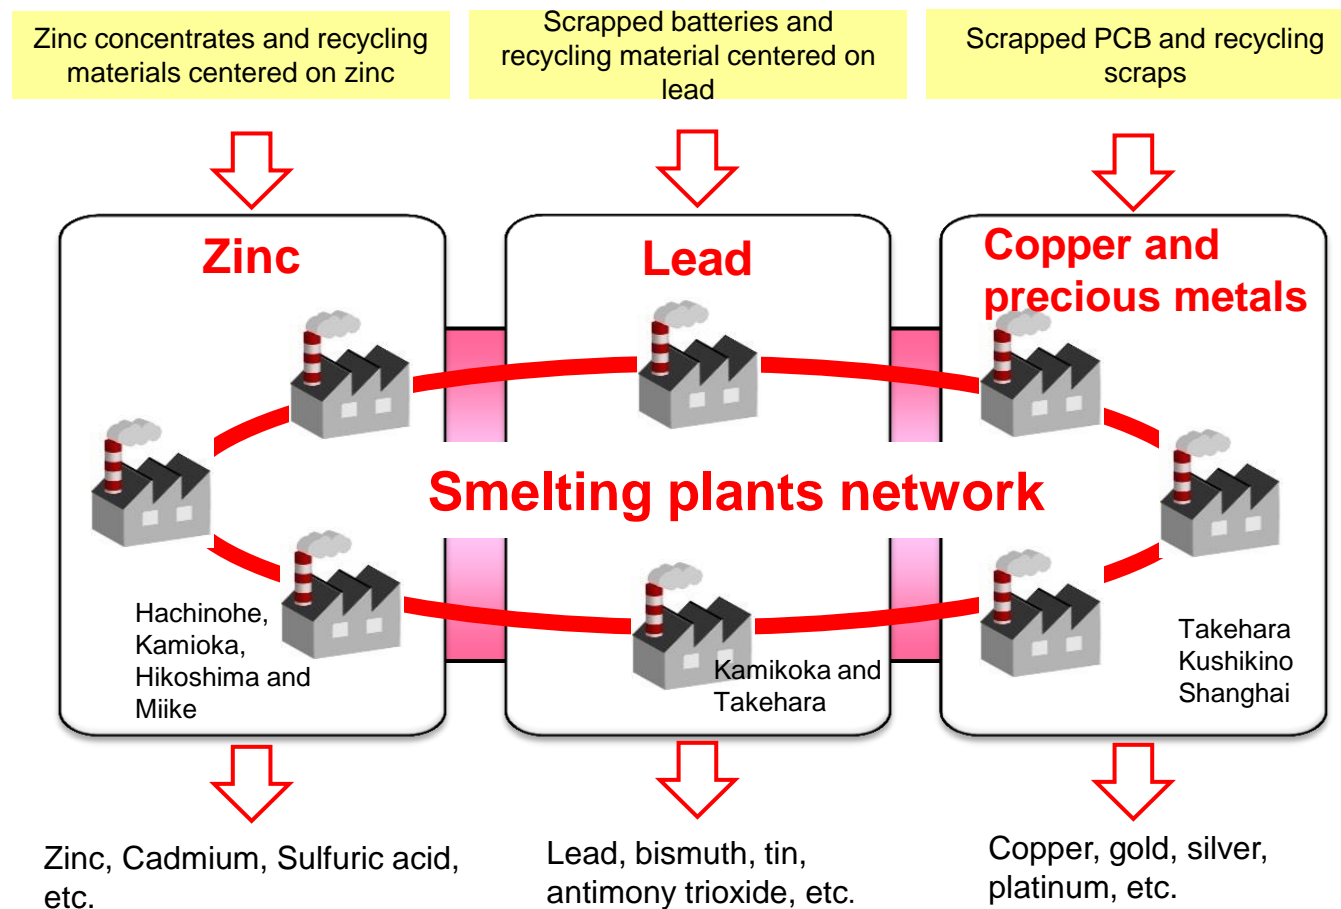 Zinc concentrates and recycling
materials centered on zinc
Scrapped batteries and
recycling material centered on
lead
Scrapped PCB and recycling
scraps
Zinc
Lead
Copper and
precious metals
Smelting plants network
Hachinohe,
Kamioka,
Hikoshima and
Miike
Kamikoka and
Takehara
Takehara
Kushikino
Shanghai
Zinc, Cadmium, Sulfuric acid,
etc.
Lead, bismuth, tin,
antimony trioxide, etc.
Copper, gold, silver,
platinum, etc.